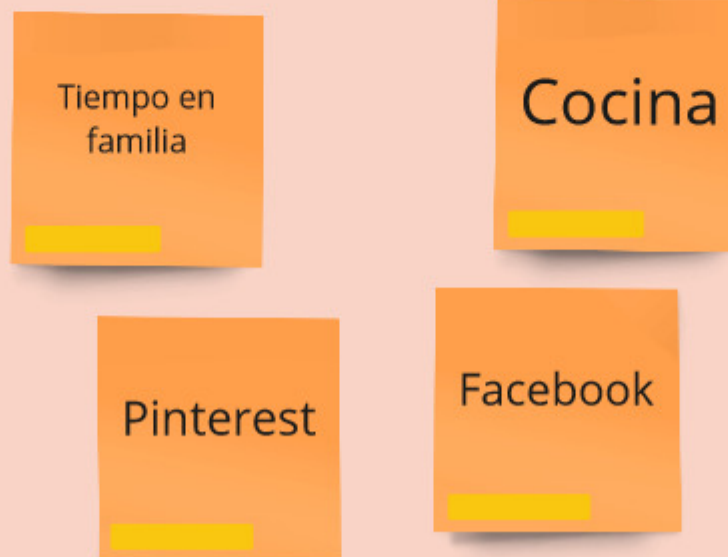 Tiempo en
familia
Cocina
Pinterest
Facebook